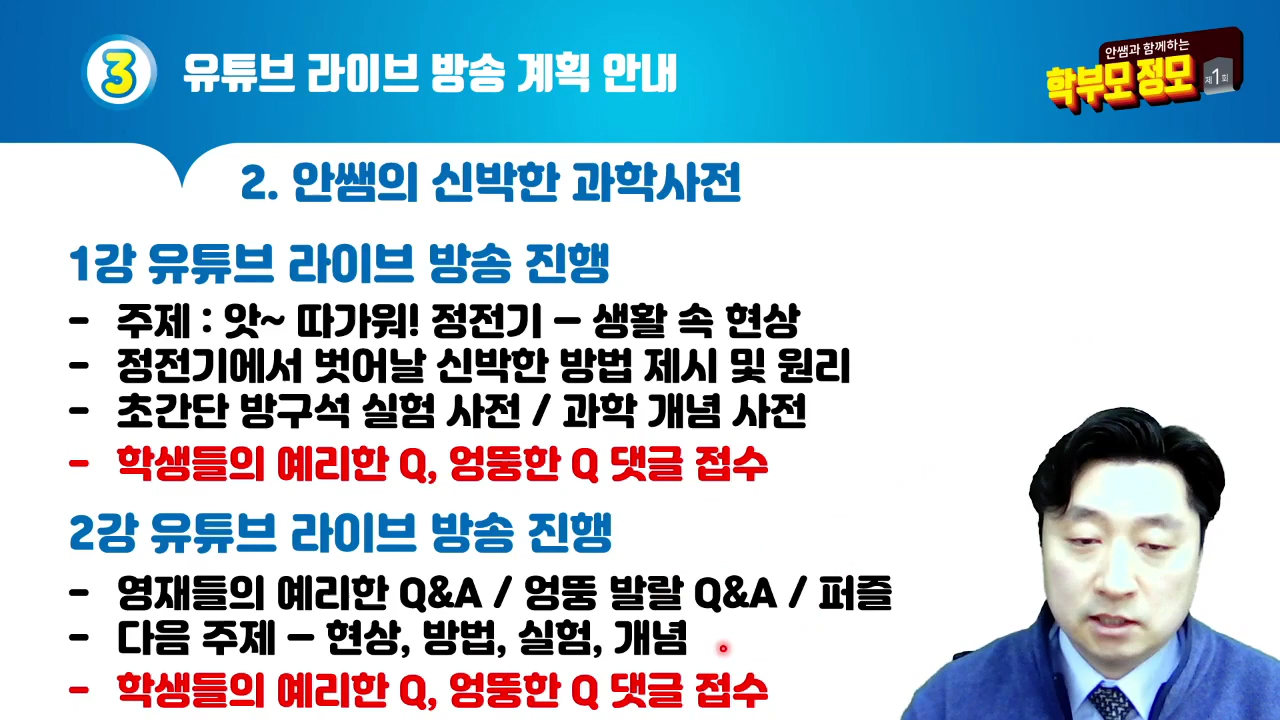 3 유튜브 라이브 방송 계획 안내
안쌤과 함께하는
학부모 정모 제1회
2. 안쌤의 신박한 과학사전
1강 유튜브 라이브 방송 진행
- 주제 : 앗~ 따가워! 정전기 – 생활 속 현상
- 정전기에서 벗어날 신박한 방법 제시 및 원리
- 초간단 방구석 실험 사전 / 과학 개념 사전
- 학생들의 예리한 Q, 엉뚱한 Q 댓글 접수
2강 유튜브 라이브 방송 진행
- 영재들의 예리한 Q&A / 엉뚱 발랄 Q&A / 퍼즐
- 다음 주제 – 현상, 방법, 실험, 개념
- 학생들의 예리한 Q, 엉뚱한 Q 댓글 접수